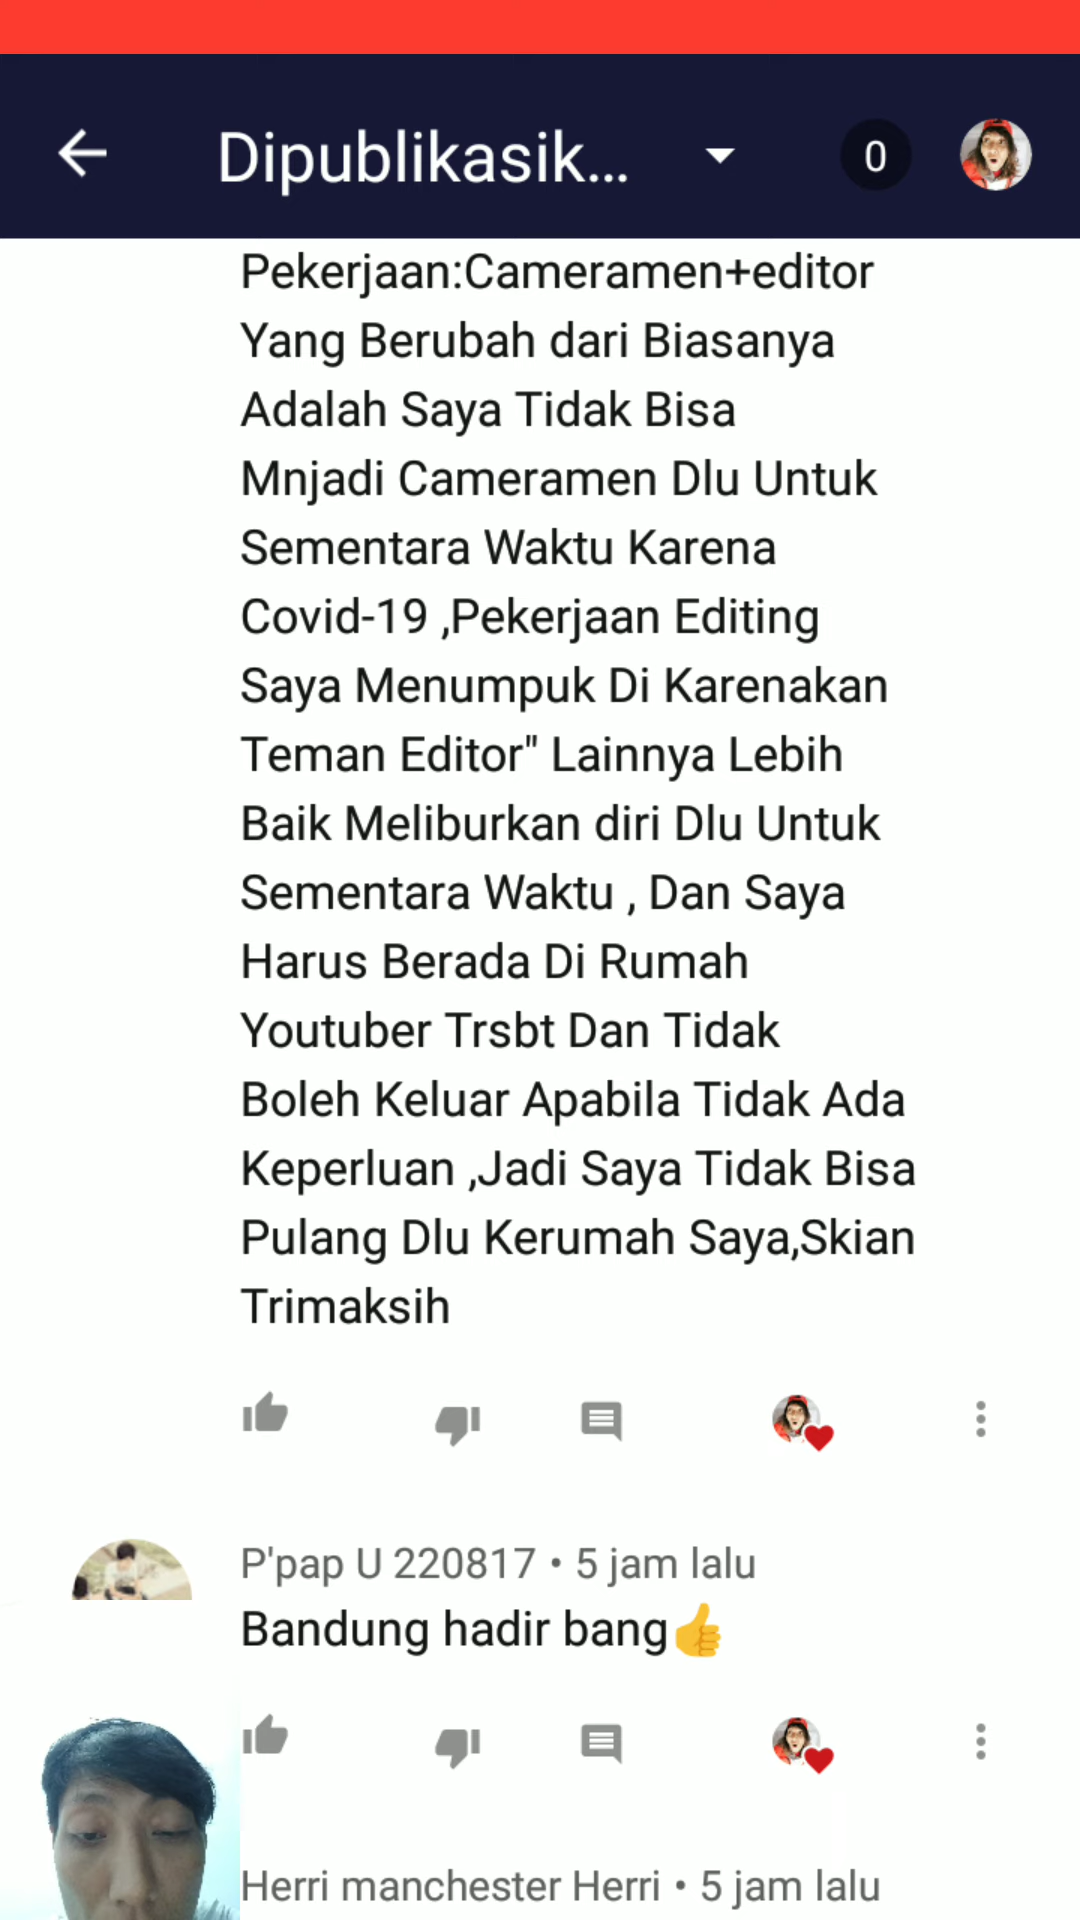 Dipublikasik...
0
Pekerjaan:Cameramen+editor
Yang Berubah dari Biasanya
Adalah Saya Tidak Bisa
Mnjadi Cameramen Dlu Untuk
Sementara Waktu Karena
Covid-19 ,Pekerjaan Editing
Saya Menumpuk Di Karenakan
Teman Editor" Lainnya Lebih
Baik Meliburkan diri Dlu Untuk
Sementara Waktu , Dan Saya
Harus Berada Di Rumah
Youtuber Trsbt Dan Tidak
Boleh Keluar Apabila Tidak Ada
Keperluan ,Jadi Saya Tidak Bisa
Pulang Dlu Kerumah Saya,Skian
Trimaksih
P'pap U 220817 • 5 jam lalu
Bandung hadir bang👍
Herri manchester Herri • 5 jam lalu